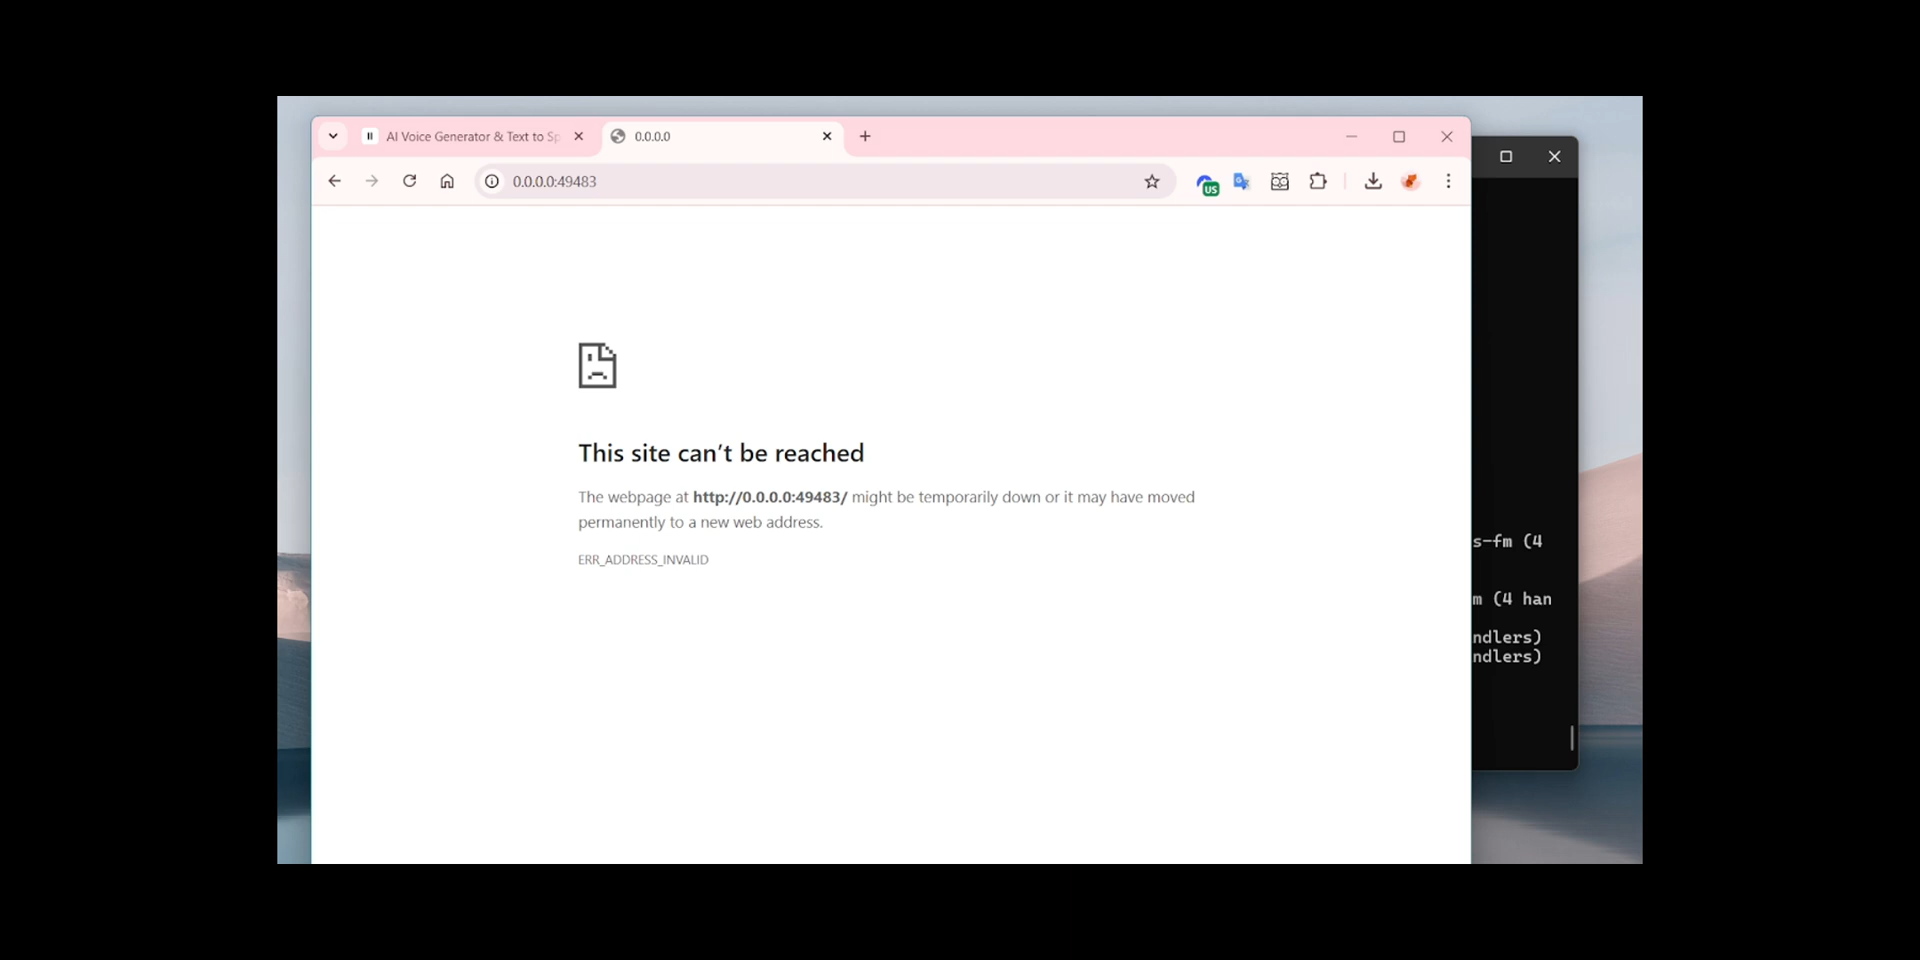 AI Voice Generator & Text to Sp
0.0.0.0
0.0.0.0:49483
US
This site can't be reached
The webpage at http://0.0.0.0:49483/ might be temporarily down or it may have moved
permanently to a new web address.
ERR_ADDRESS_INVALID
s-fm (4
m (4 han
ndlers)
ndlers)